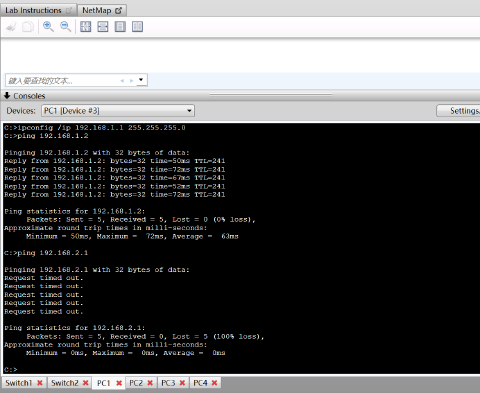 Lab Instructions
NetMap
键入要查找的文本...
Consoles
Devices: PC1 [Device #3]
Settings.
C:>ipconfig /ip 192.168.1.1 255.255.255.0
C:>ping 192.168.1.2
Pinging 192.168.1.2 with 32 bytes of data:
Reply from 192.168.1.2: bytes=32 time=50ms TTL=241
Reply from 192.168.1.2: bytes=32 time=72ms TTL=241
Reply from 192.168.1.2: bytes=32 time=67ms TTL=241
Reply from 192.168.1.2: bytes=32 time=52ms TTL=241
Reply from 192.168.1.2: bytes=32 time=72ms TTL=241
Ping statistics for 192.168.1.2:
Packets: Sent = 5, Received = 5, Lost = 0 (0% loss),
Approximate round trip times in milli-seconds:
Minimum = 50ms, Maximum = 72ms, Average = 63ms
C:>ping 192.168.2.1
Pinging 192.168.2.1 with 32 bytes of data:
Request timed out.
Request timed out.
Request timed out.
Request timed out.
Request timed out.
Ping statistics for 192.168.2.1:
Packets: Sent = 5, Received = 0, Lost = 5 (100% loss),
Approximate round trip times in milli-seconds:
Minimum = 0ms, Maximum = 0ms, Average = 0ms
C:>
Switch1 Switch2 PC1 PC2 PC3 PC4